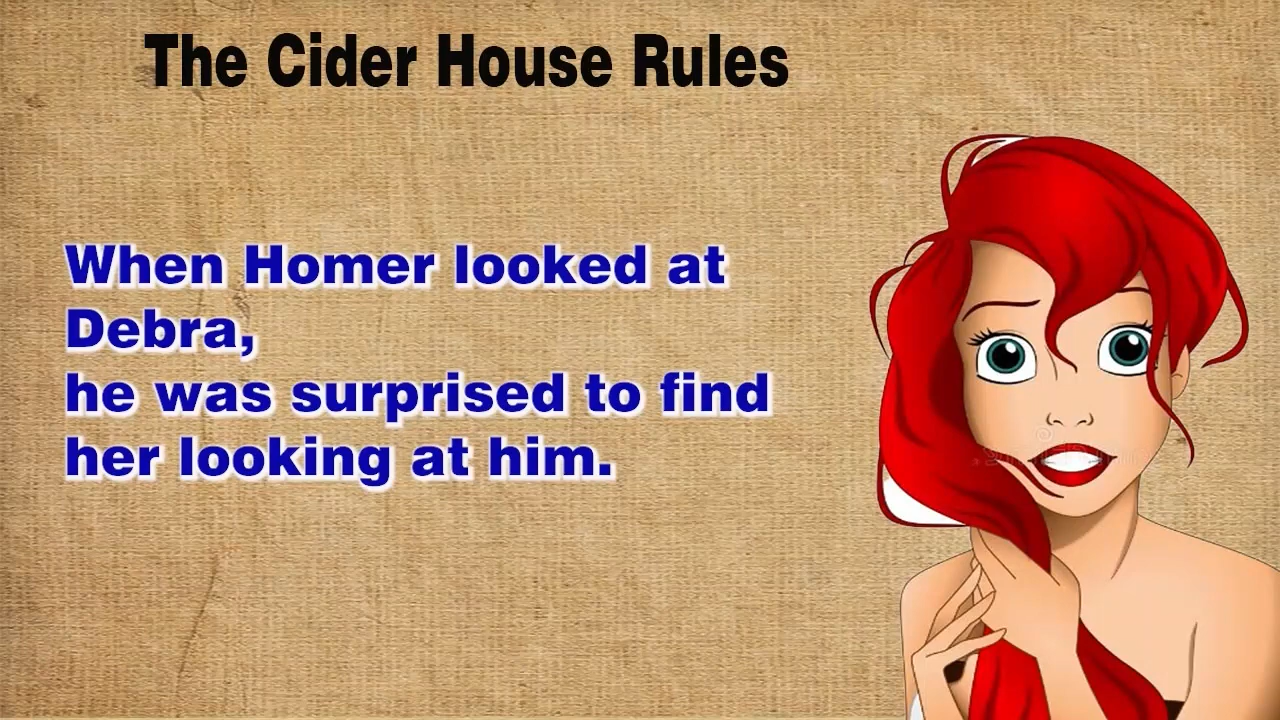 The Cider House Rules
When Homer looked at
Debra,
he was surprised to find
her looking at him.